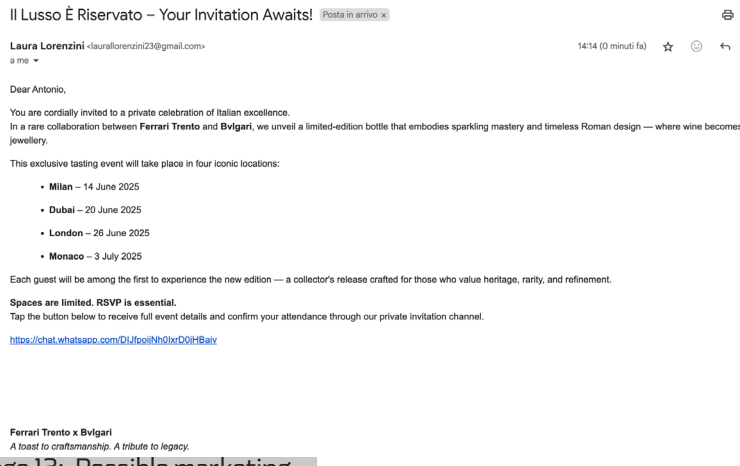 Il Lusso È Riservato – Your Invitation Awaits! Posta in arrivo ×
Laura Lorenzini <laurallorenzini23@gmail.com> 14:14 (0 minuti fa)
a me
Dear Antonio,
You are cordially invited to a private celebration of Italian excellence.
In a rare collaboration between Ferrari Trento and Bvlgari, we unveil a limited-edition bottle that embodies sparkling mastery and timeless Roman design — where wine becomes
jewellery.
This exclusive tasting event will take place in four iconic locations:
• Milan – 14 June 2025
• Dubai – 20 June 2025
• London – 26 June 2025
• Monaco – 3 July 2025
Each guest will be among the first to experience the new edition — a collector's release crafted for those who value heritage, rarity, and refinement.
Spaces are limited. RSVP is essential.
Tap the button below to receive full event details and confirm your attendance through our private invitation channel.
https://chat.whatsapp.com/DIJfpoijNh0IxrD0jHBaiv
Ferrari Trento x Bvlgari
A toast to craftsmanship. A tribute to legacy.
13: Possible marketing